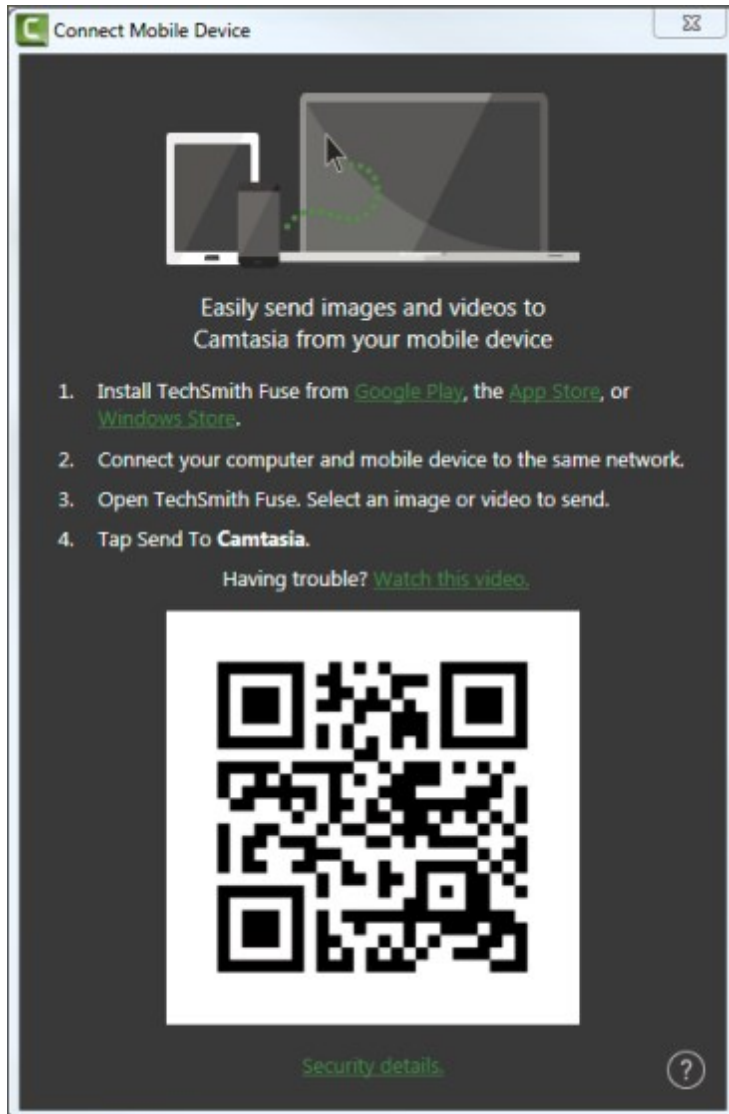 Connect Mobile Device
Easily send images and videos to
Camtasia from your mobile device
1. Install TechSmith Fuse from Google Play, the App Store, or
Windows Store.
2. Connect your computer and mobile device to the same network.
3. Open TechSmith Fuse. Select an image or video to send.
4. Tap Send To Camtasia.
Having trouble? Watch this video.
Security details.
?